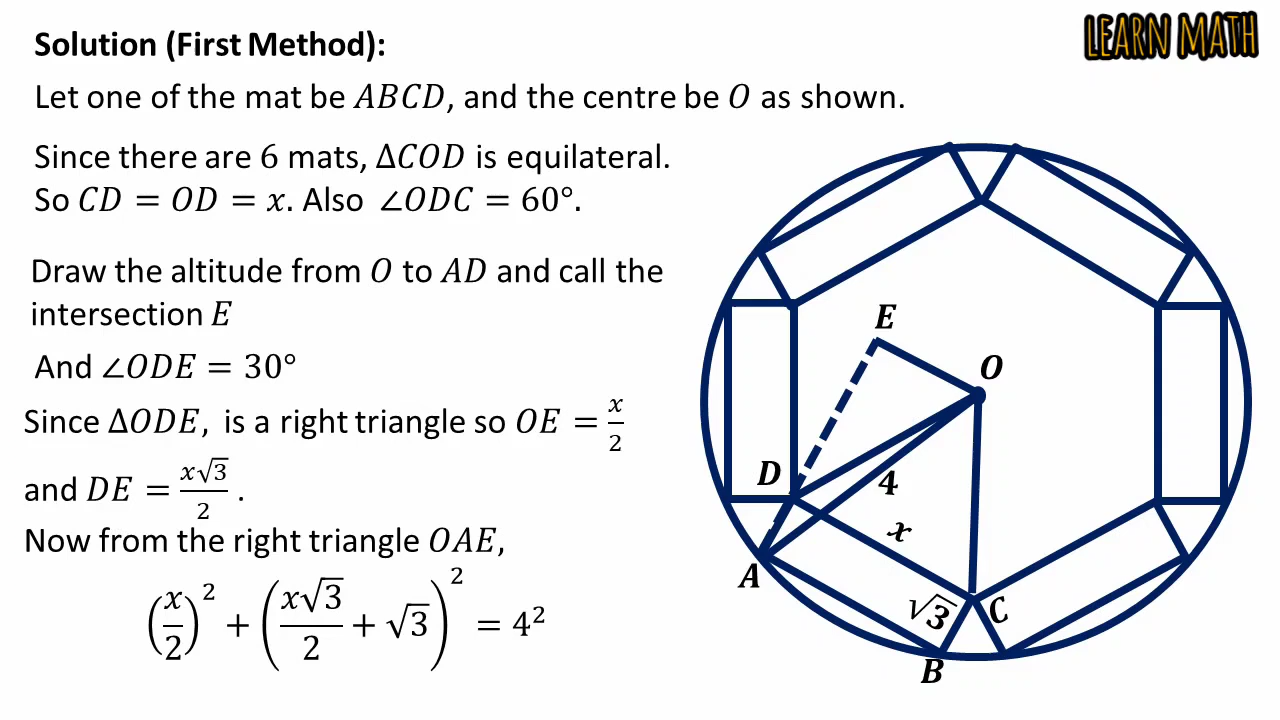 Solution (First Method):
LEARN MATH
Let one of the mat be ABCD, and the centre be O as shown.
Since there are 6 mats, ΔCOD is equilateral.
So CD = OD = x. Also ∠ODC = 60°.
Draw the altitude from O to AD and call the
intersection E
And ∠ODE = 30°
Since ΔODE, is a right triangle so OE = x/2
and DE = x√3/2 .
Now from the right triangle OAE,
(x/2)² + (x√3/2 + √3)² = 4²
E
O
D
4
x
A
√3
C
B